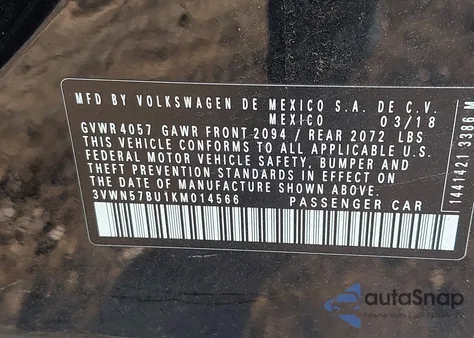 MFD BY VOLKSWAGEN DE MEXICO S.A. DE C.V.
MEXICO 03/18
GVWR 4057 GAWR FRONT 2094 / REAR 2072 LBS
THIS VEHICLE CONFORMS TO ALL APPLICABLE U.S.
FEDERAL MOTOR VEHICLE SAFETY, BUMPER AND
THEFT PREVENTION STANDARDS IN EFFECT ON
THE DATE OF MANUFACTURE SHOWN ABOVE
3VWN57BU1KM014566 PASSENGER CAR
1441421 3386 M
autoSnap